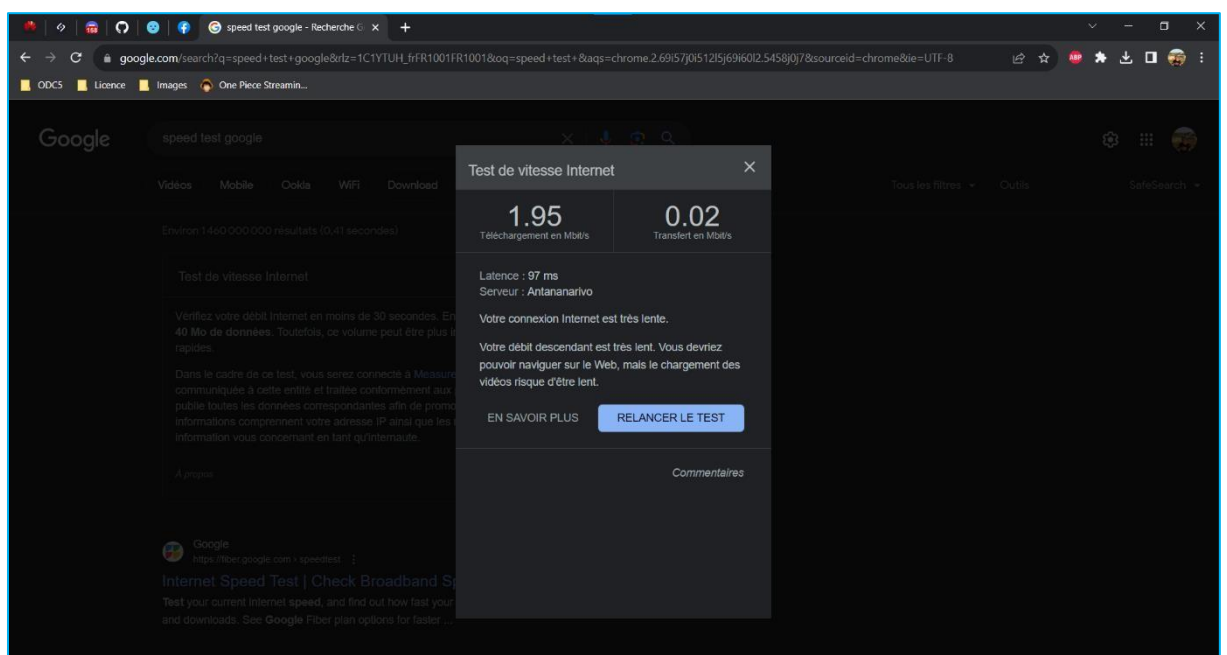 speed test google - Recherche G
google.com/search?q=speed+test+google&rlz=1C1YTUH_frFR1001FR1001&oq=speed+test+&aqs=chrome.2.69i57j0i512l5j69i60l2.5458j0j7&sourceid=chrome&ie=UTF-8
ABP
ODC5 Licence Images One Piece Streamin...
Google speed test google
Vidéos Mobile Ookla WiFi Download Tous les filtres Outils SafeSearch
Environ 1 460 000 000 résultats (0,41 secondes)
Test de vitesse Internet
1.95 0.02
Téléchargement en Mbit/s Transfert en Mbit/s
Latence : 97 ms
Serveur : Antananarivo
Votre connexion Internet est très lente.
Votre débit descendant est très lent. Vous devriez
pouvoir naviguer sur le Web, mais le chargement des
vidéos risque d'être lent.
EN SAVOIR PLUS RELANCER LE TEST
Commentaires
Test de vitesse Internet
Vérifiez votre débit Internet en moins de 30 secondes. En
40 Mo de données. Toutefois, ce volume peut être plus
rapides.
Dans le cadre de ce test, vous serez connecté à Measure
communiquée à cette entité et traitée conformément aux
publie toutes les données correspondantes afin de promo
informations comprennent votre adresse IP ainsi que les
information vous concernant en tant qu'internaute.
À propos
Google
https://fiber.google.com › speedtest
Internet Speed Test | Check Broadband Sp
Test your current internet speed, and find out how fast your
and downloads. See Google Fiber plan options for faster ...